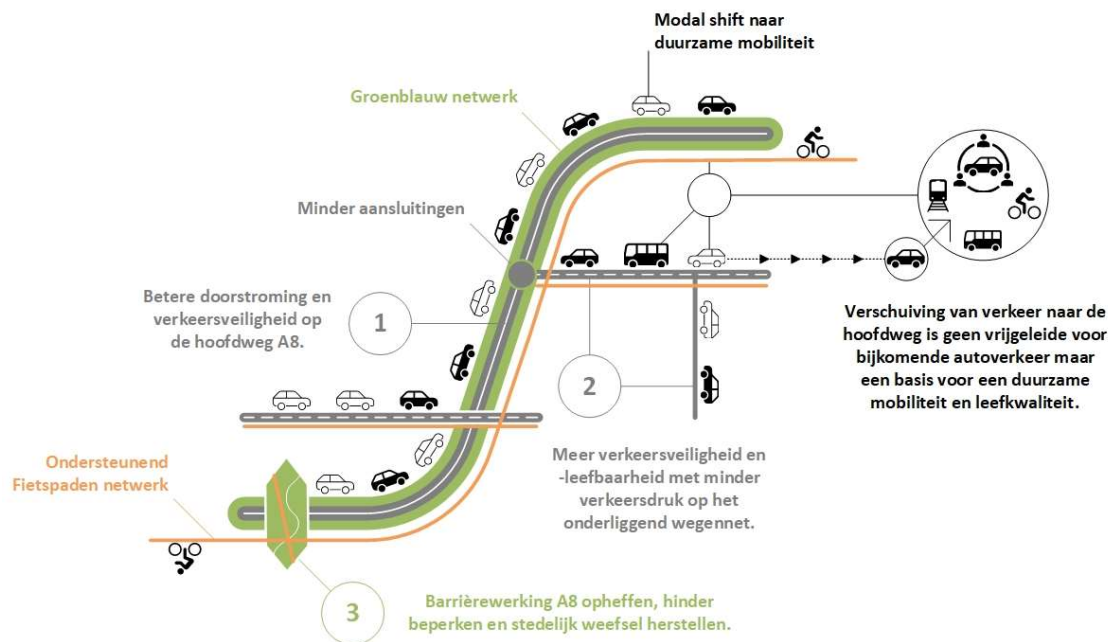 Modal shift naar
duurzame mobiliteit
Groenblauw netwerk
Minder aansluitingen
Betere doorstroming en
verkeersveiligheid op
de hoofdweg A8.
1
2
Verschuiving van verkeer naar de
hoofdweg is geen vrijgeleide voor
bijkomende autoverkeer maar
een basis voor een duurzame
mobiliteit en leefkwaliteit.
Meer verkeersveiligheid en
-leefbaarheid met minder
verkeersdruk op het
onderliggend wegennet.
Ondersteunend
Fietspaden netwerk
3
Barrièrewerking A8 opheffen, hinder
beperken en stedelijk weefsel herstellen.